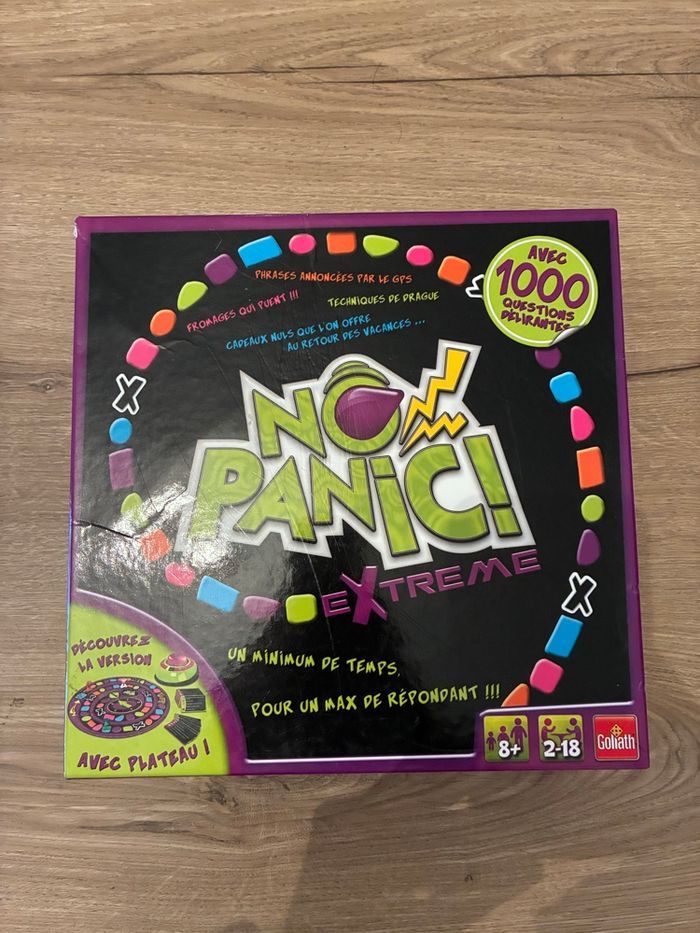 AVEC
1000
QUESTIONS
DÉLIRANTES
PHRASES ANNONCÉES PAR LE GPS
FROMAGES QUI PUENT !!!
TECHNIQUES DE DRAGUE
CADEAUX NULS QUE L'ON OFFRE
AU RETOUR DES VACANCES ...
X
X
NO
PANiC!
eXTREME
DÉCOUVREZ
LA VERSION
AVEC PLATEAU !
UN MINIMUM DE TEMPS,
POUR UN MAX DE RÉPONDANT !!!
8+
2-18
Goliath